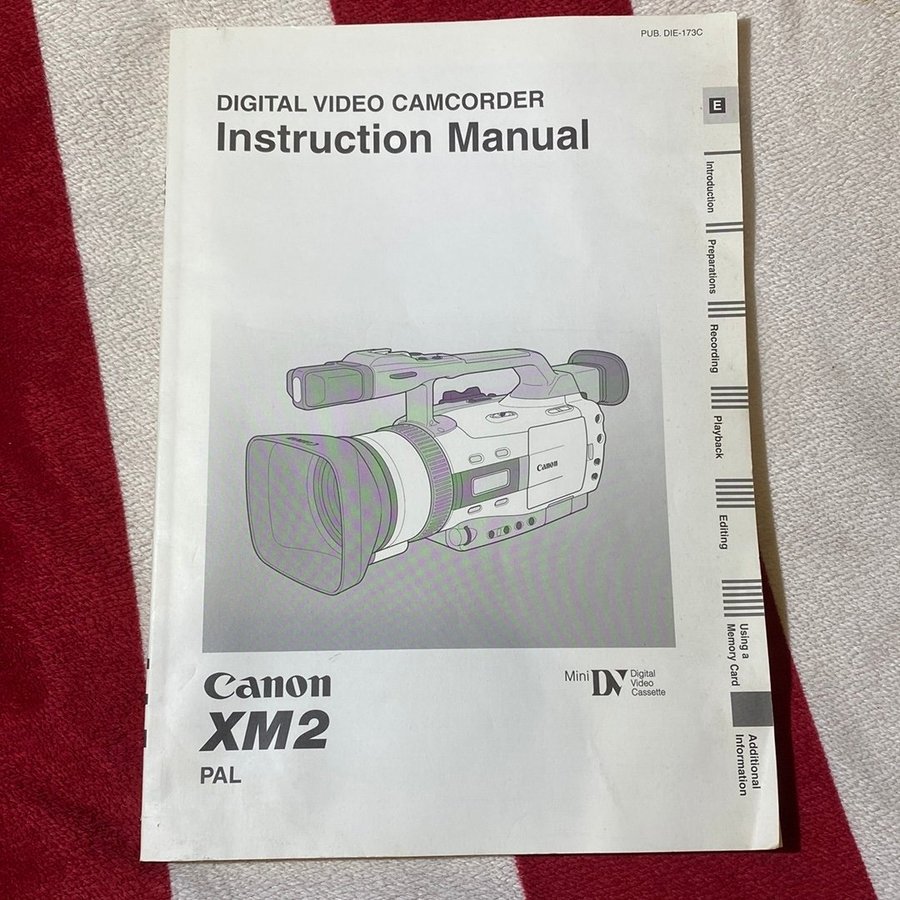 PUB. DIE-173C
DIGITAL VIDEO CAMCORDER
Instruction Manual
E
Introduction
Preparations
Recording
Playback
Editing
Using a
Memory Card
Additional
Information
Canon
Canon
XM2
PAL
Mini DV Digital
Video
Cassette